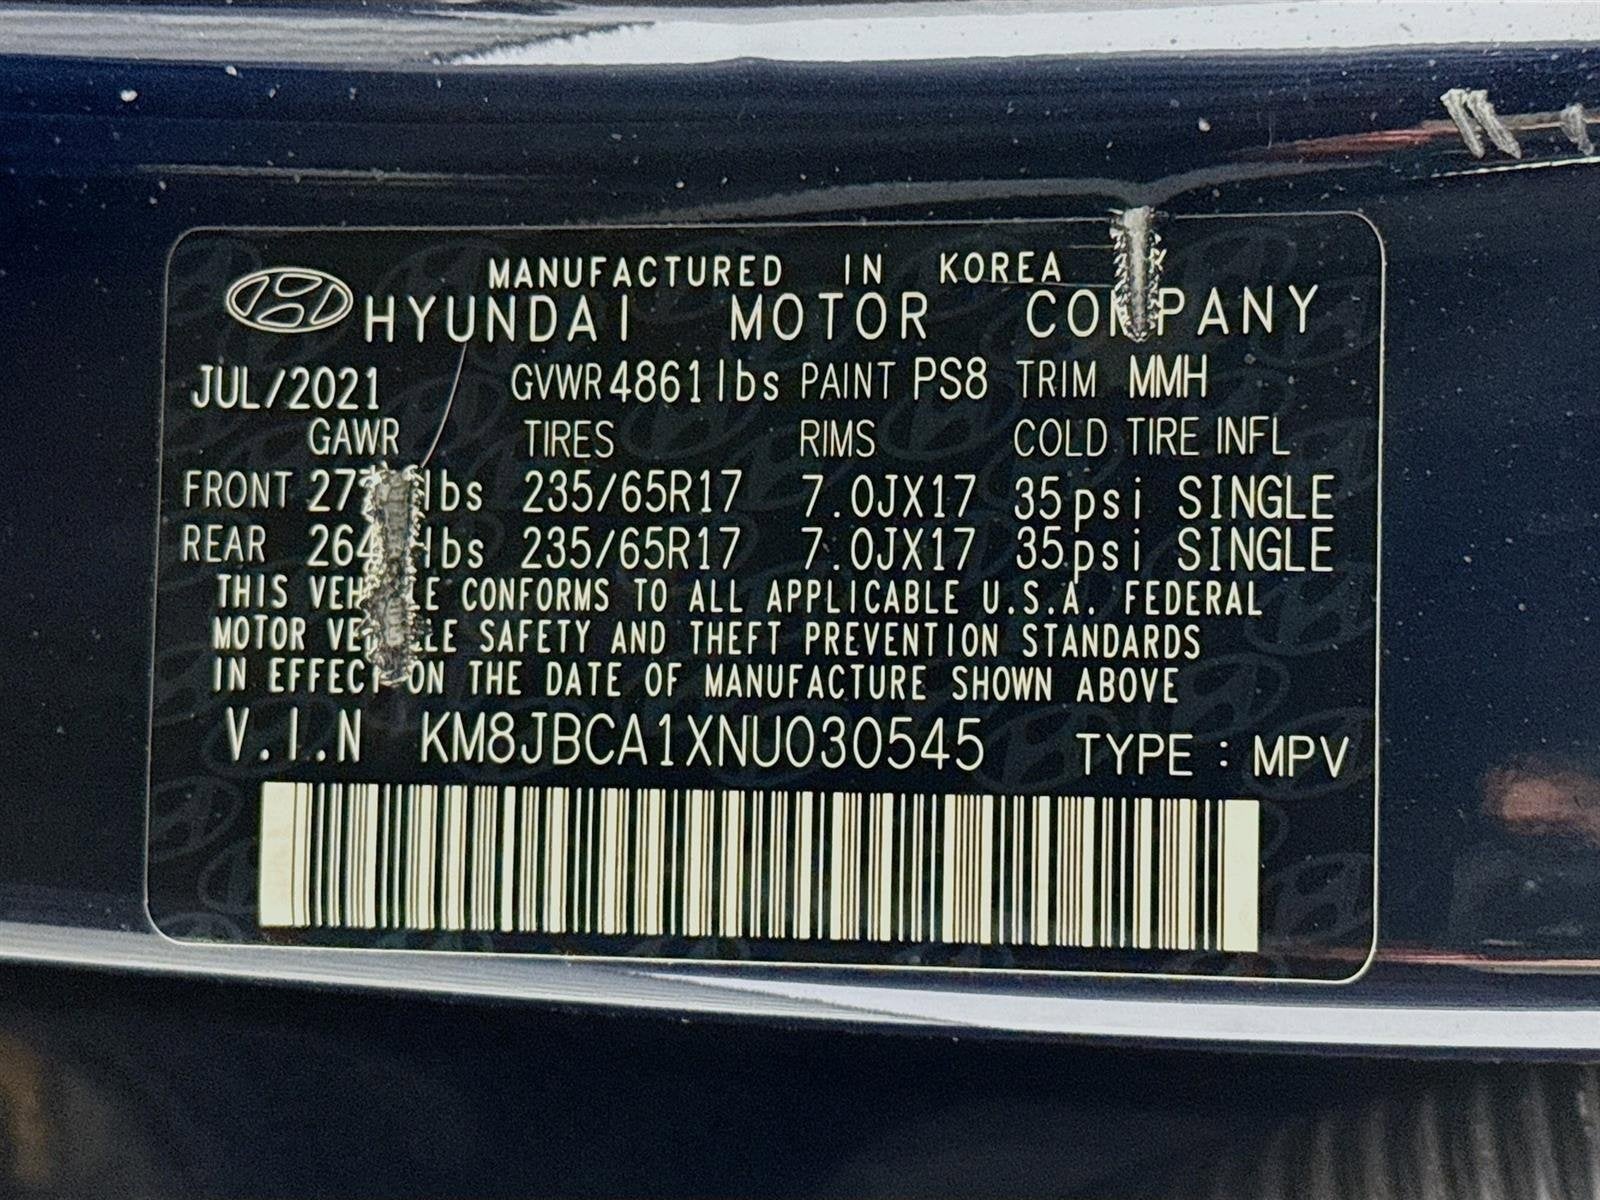 MANUFACTURED IN KOREA
HYUNDAI MOTOR COMPANY
JUL/2021 GVWR 4861lbs PAINT PS8 TRIM MMH
GAWR TIRES RIMS COLD TIRE INFL
FRONT lbs 235/65R17 7.0JX17 35psi SINGLE
REAR lbs 235/65R17 7.0JX17 35psi SINGLE
THIS VEHICLE CONFORMS TO ALL APPLICABLE U.S.A. FEDERAL
MOTOR VEHICLE SAFETY AND THEFT PREVENTION STANDARDS
IN EFFECT ON THE DATE OF MANUFACTURE SHOWN ABOVE
V.I.N KM8JBCA1XNU030545 TYPE : MPV